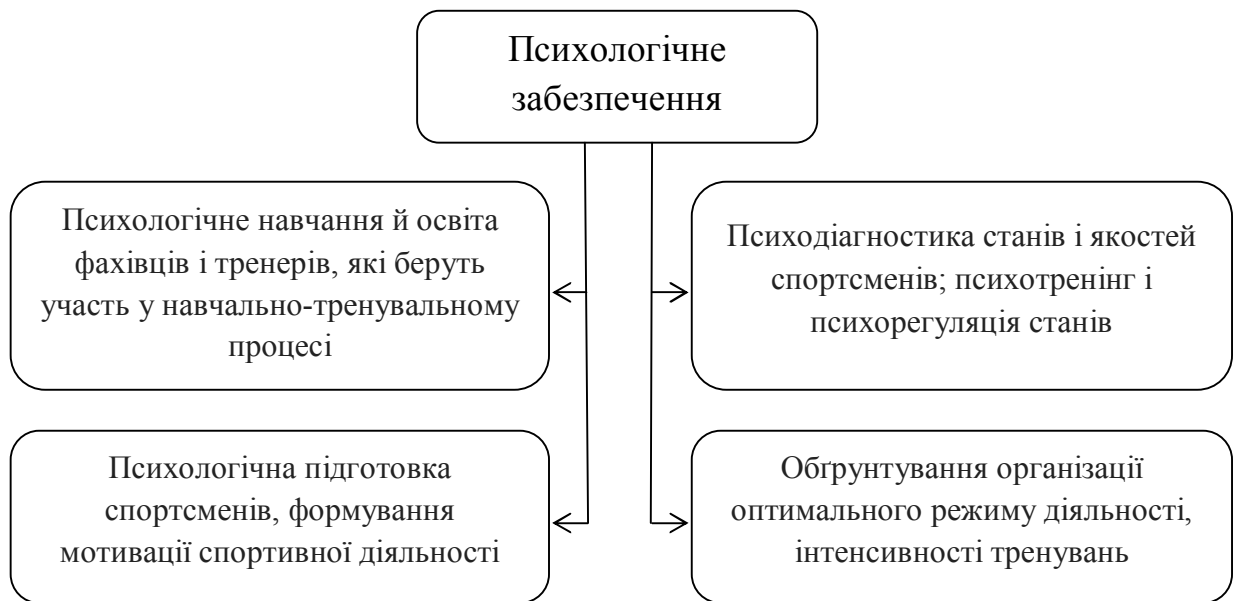 Психологічне
забезпечення
Психологічне навчання й освіта
фахівців і тренерів, які беруть
участь у навчально-тренувальному
процесі
Психодіагностика станів і якостей
спортсменів; психотренінг і
психорегуляція станів
Психологічна підготовка
спортсменів, формування
мотивації спортивної діяльності
Обґрунтування організації
оптимального режиму діяльності,
інтенсивності тренувань